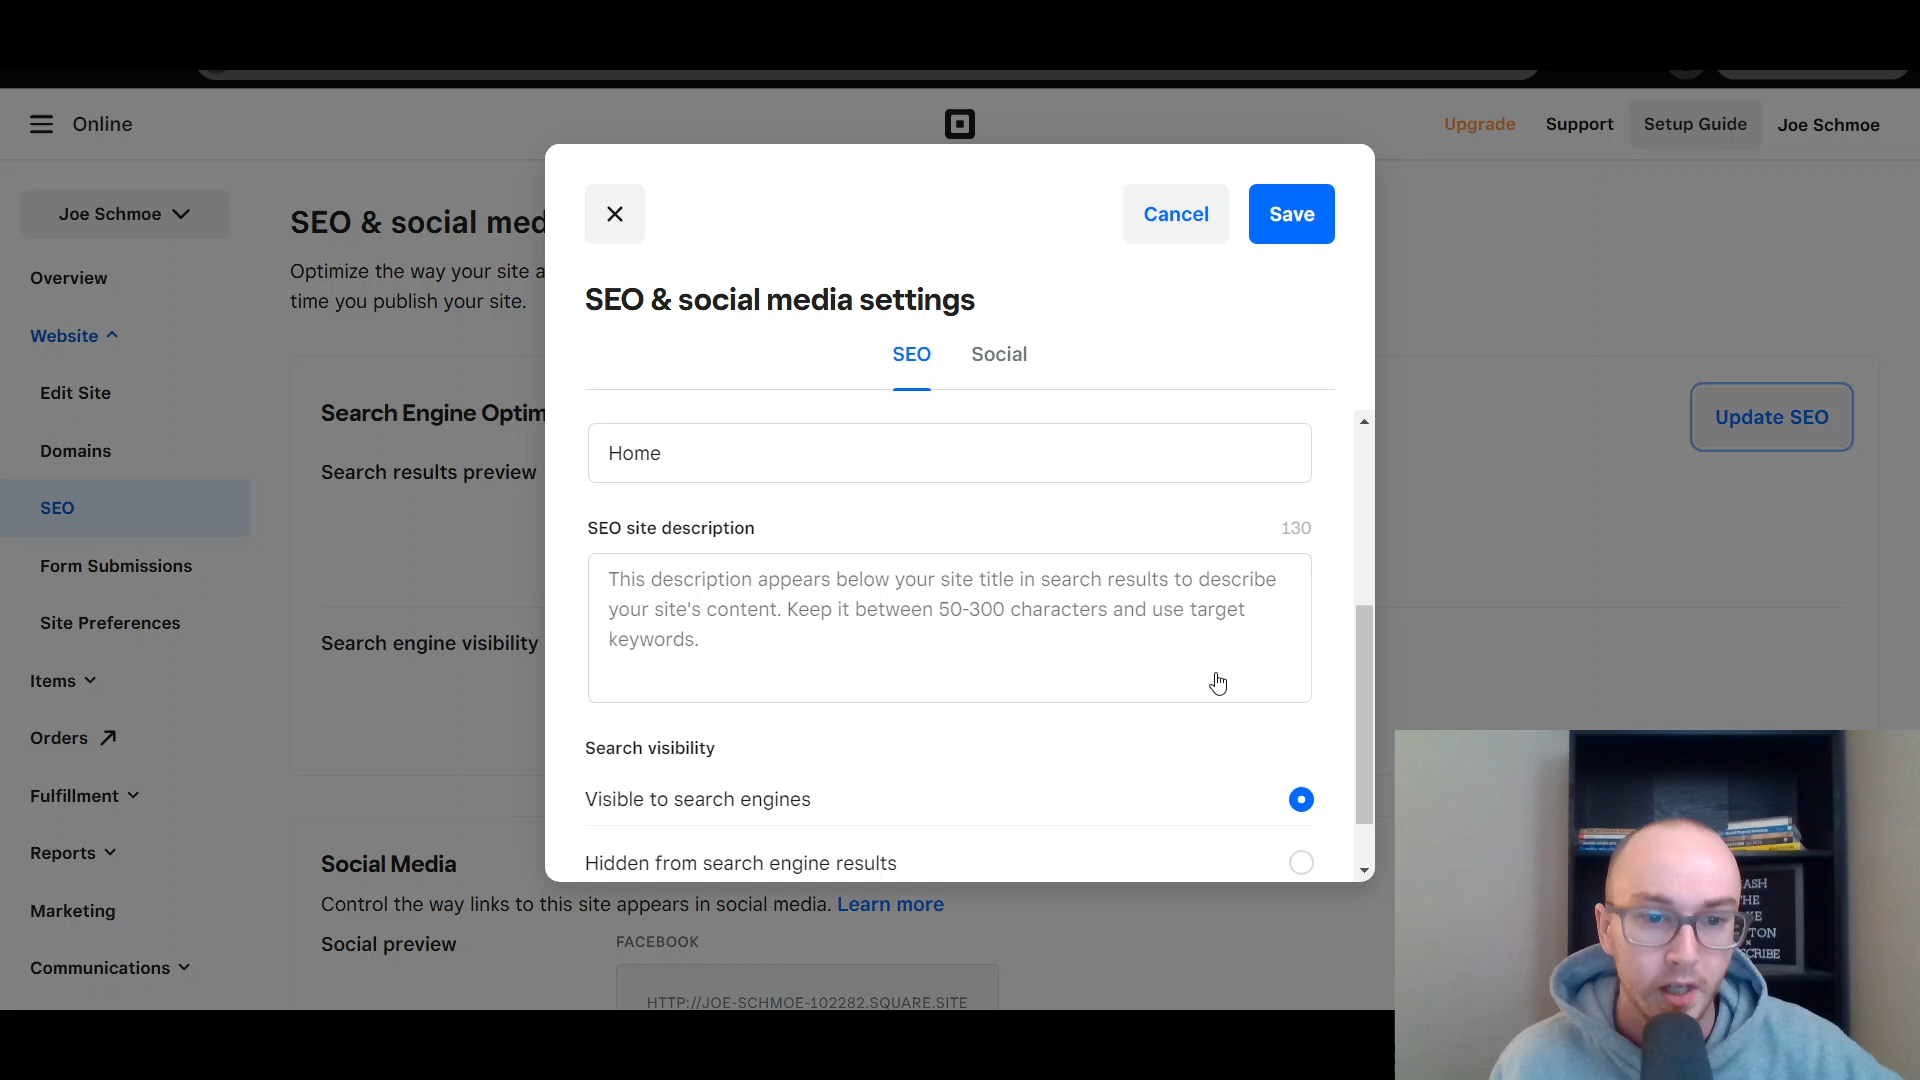 Online
Upgrade
Support
Setup Guide
Joe Schmoe
Joe Schmoe
Overview
Website
Edit Site
Domains
SEO
Form Submissions
Site Preferences
Items
Orders
Fulfillment
Reports
Marketing
Communications
SEO & social med
Optimize the way your site a
time you publish your site.
Search Engine Optim
Search results preview
Search engine visibility
Update SEO
Cancel
Save
SEO & social media settings
SEO
Social
Home
SEO site description
130
This description appears below your site title in search results to describe
your site's content. Keep it between 50-300 characters and use target
keywords.
Search visibility
Visible to search engines
Hidden from search engine results
Social Media
Control the way links to this site appears in social media. Learn more
Social preview
FACEBOOK
HTTP://JOE-SCHMOE-102282.SQUARE.SITE